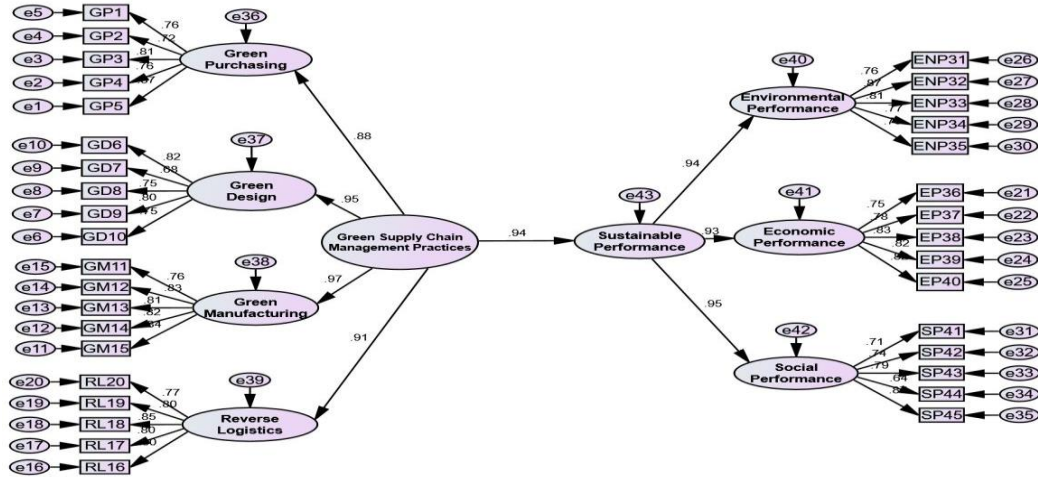 e5 GP1 .76
e4 GP2 .72
e3 GP3 .81
e2 GP4 .76
e1 GP5
e36
Green
Purchasing
.88
e10 GD6 .82
e9 GD7 .68
e8 GD8 .75
e7 GD9 .80
e6 GD10 .75
e37
Green
Design
.95
e15 GM11 .76
e14 GM12 .83
e13 GM13 .81
e12 GM14 .82
e11 GM15
e38
Green
Manufacturing
.97
e20 RL20 .77
e19 RL19 .80
e18 RL18 .85
e17 RL17 .80
e16 RL16
e39
Reverse
Logistics
.91
Green Supply Chain
Management Practices
.94
e43
Sustainable
Performance
.94
.93
.95
e40
Environmental
Performance
.76 ENP31 e26
.87 ENP32 e27
.81 ENP33 e28
.77 ENP34 e29
ENP35 e30
e41
Economic
Performance
.75 EP36 e21
.78 EP37 e22
.83 EP38 e23
.82 EP39 e24
EP40 e25
e42
Social
Performance
.71 SP41 e31
.74 SP42 e32
.79 SP43 e33
.64 SP44 e34
SP45 e35